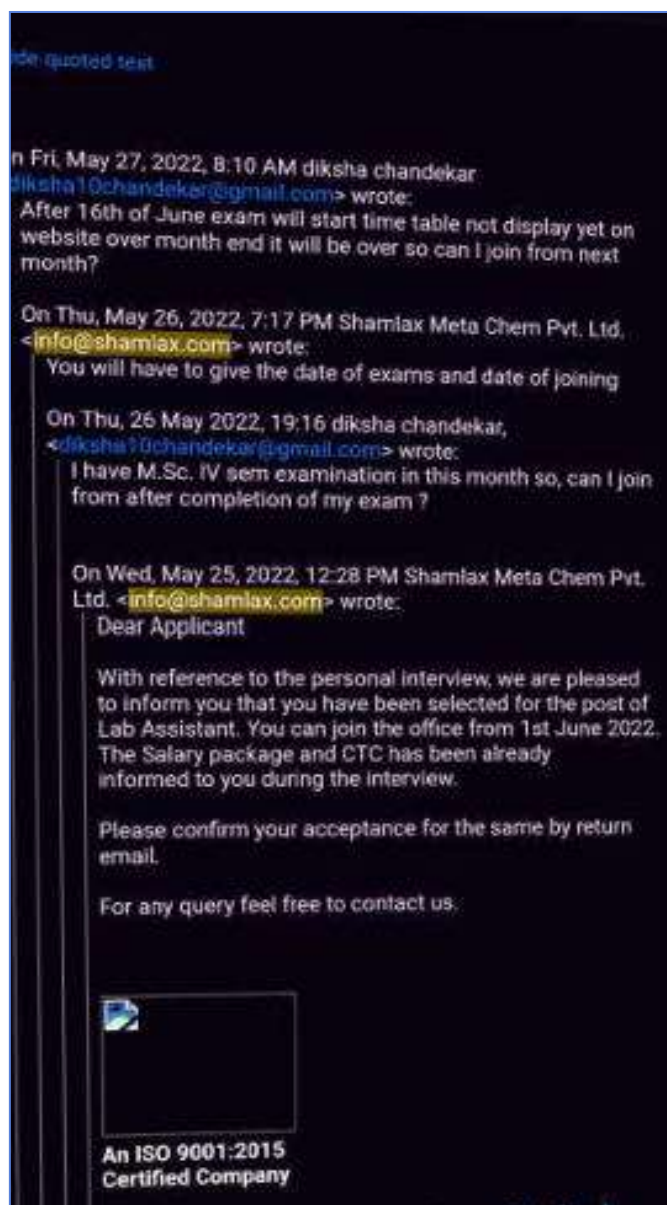 de quoted text
n Fri, May 27, 2022, 8:10 AM diksha chandekar
diksha10chandekar@gmail.com> wrote:
After 16th of June exam will start time table not display yet on
website over month end it will be over so can I join from next
month?
On Thu, May 26, 2022, 7:17 PM Shamlax Meta Chem Pvt. Ltd.
<info@shamlax.com> wrote:
You will have to give the date of exams and date of joining
On Thu, 26 May 2022, 19:16 diksha chandekar,
<diksha10chandekar@gmail.com> wrote:
I have M.Sc. IV sem examination in this month so, can I join
from after completion of my exam ?
On Wed, May 25, 2022, 12:28 PM Shamlax Meta Chem Pvt.
Ltd. <info@shamlax.com> wrote:
Dear Applicant
With reference to the personal interview, we are pleased
to inform you that you have been selected for the post of
Lab Assistant. You can join the office from 1st June 2022.
The Salary package and CTC has been already
informed to you during the interview.
Please confirm your acceptance for the same by return
email.
For any query feel free to contact us.
An ISO 9001:2015
Certified Company